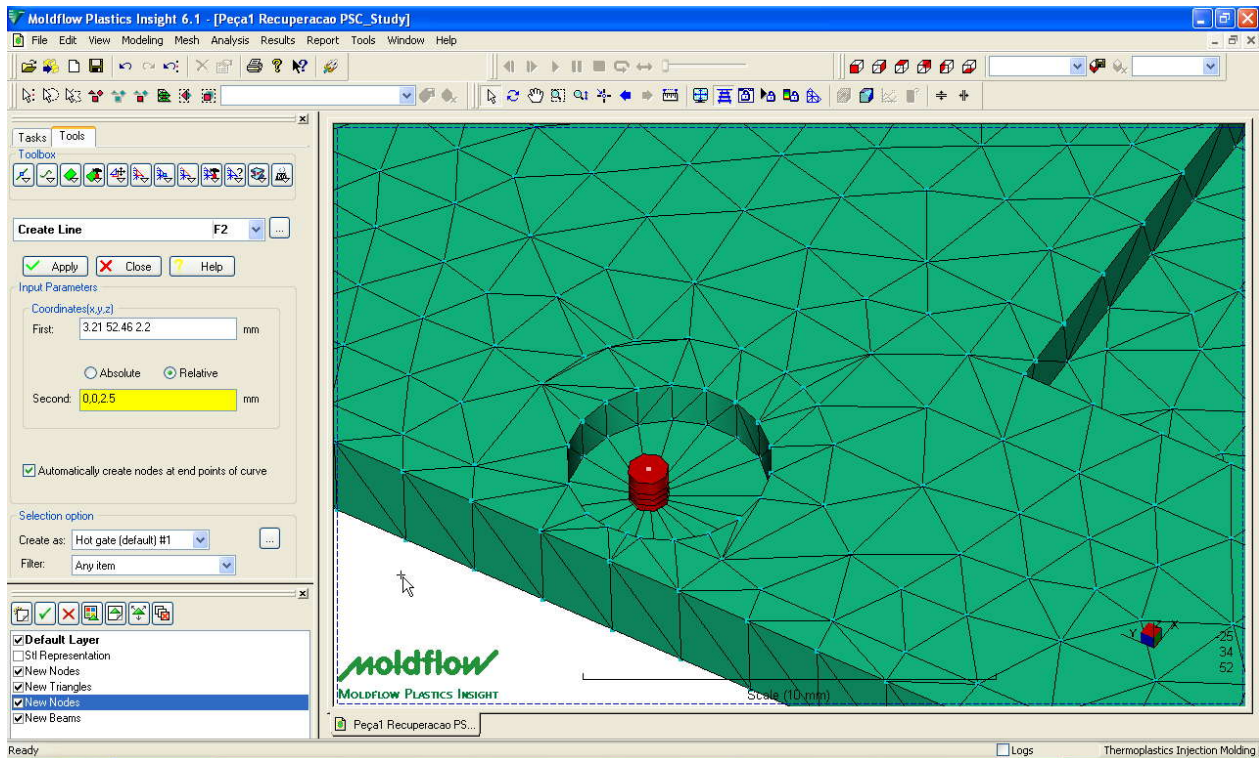 Moldflow Plastics Insight 6.1 - [Peça1 Recuperacao PSC_Study]
File Edit View Modeling Mesh Analysis Results Report Tools Window Help
Tasks Tools
Toolbox
Create Line F2 ...
Apply Close ? Help
Input Parameters
Coordinates(x,y,z)
First: 3.21 52.46 2.2 mm
Absolute Relative
Second: 0,0,2.5 mm
Automatically create nodes at end points of curve
Selection option
Create as: Hot gate (default) #1 ...
Filter: Any item
Default Layer
Stl Representation
New Nodes
New Triangles
New Nodes
New Beams
moldflow
MOLDFLOW PLASTICS INSIGHT
Scale (10 mm)
Y X
-25
34
52
Peça1 Recuperacao PS...
Ready Logs Thermoplastics Injection Molding